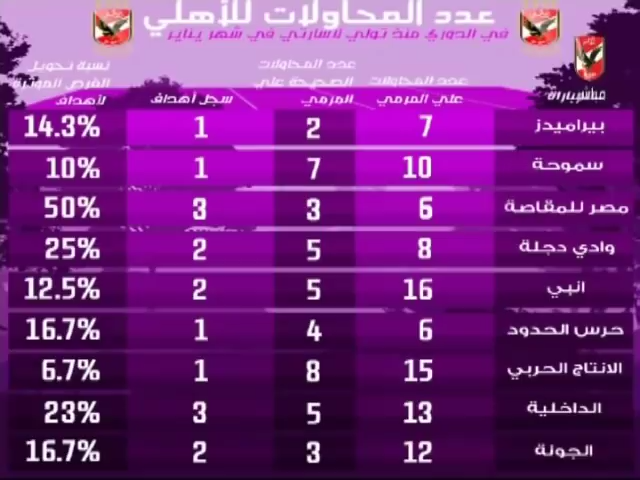 عدد المحاولات للأهلي
في الدوري منذ تولي لاسارتي في شهر يناير
مباراة
عدد المحاولات علي المرمي
عدد المحاولات الصحيحة علي المرمي
سجل أهداف
نسبة تحويل الفرص المؤثرة لأهداف
بيراميدز 7 2 1 14.3%
سموحة 10 7 1 10%
مصر للمقاصة 6 3 3 50%
وادي دجلة 8 5 2 25%
انبي 16 5 2 12.5%
حرس الحدود 6 4 1 16.7%
الانتاج الحربي 15 8 1 6.7%
الداخلية 13 5 3 23%
الجونة 12 3 2 16.7%